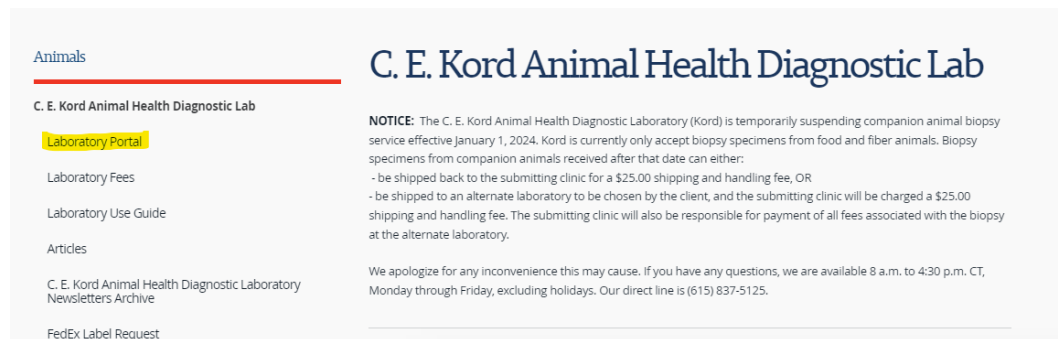 Animals
C. E. Kord Animal Health Diagnostic Lab
Laboratory Portal
Laboratory Fees
Laboratory Use Guide
Articles
C. E. Kord Animal Health Diagnostic Laboratory
Newsletters Archive
FedEx Label Request
C. E. Kord Animal Health Diagnostic Lab
NOTICE: The C. E. Kord Animal Health Diagnostic Laboratory (Kord) is temporarily suspending companion animal biopsy
service effective January 1, 2024. Kord is currently only accept biopsy specimens from food and fiber animals. Biopsy
specimens from companion animals received after that date can either:
- be shipped back to the submitting clinic for a $25.00 shipping and handling fee, OR
- be shipped to an alternate laboratory to be chosen by the client, and the submitting clinic will be charged a $25.00
shipping and handling fee. The submitting clinic will also be responsible for payment of all fees associated with the biopsy
at the alternate laboratory.
We apologize for any inconvenience this may cause. If you have any questions, we are available 8 a.m. to 4:30 p.m. CT,
Monday through Friday, excluding holidays. Our direct line is (615) 837-5125.